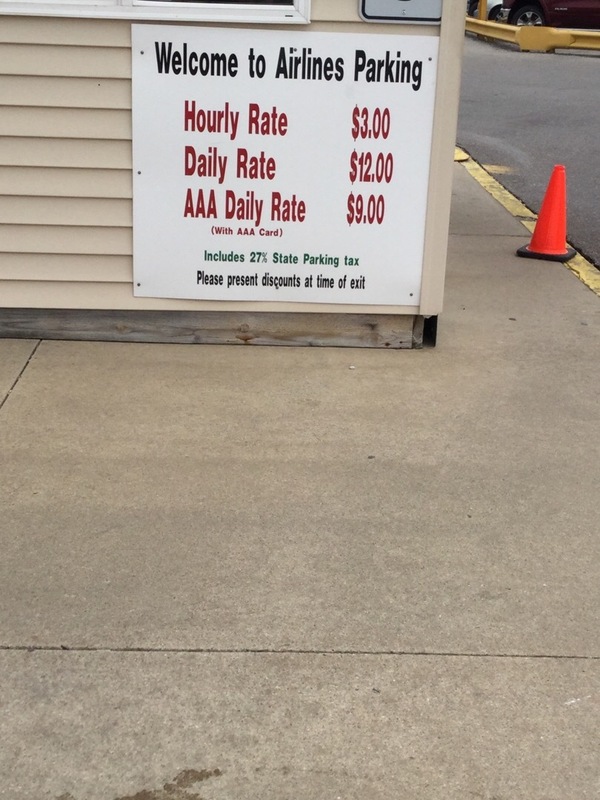 Welcome to Airlines Parking
Hourly Rate $3.00
Daily Rate $12.00
AAA Daily Rate $9.00
(With AAA Card)
Includes 27% State Parking tax
Please present discounts at time of exit